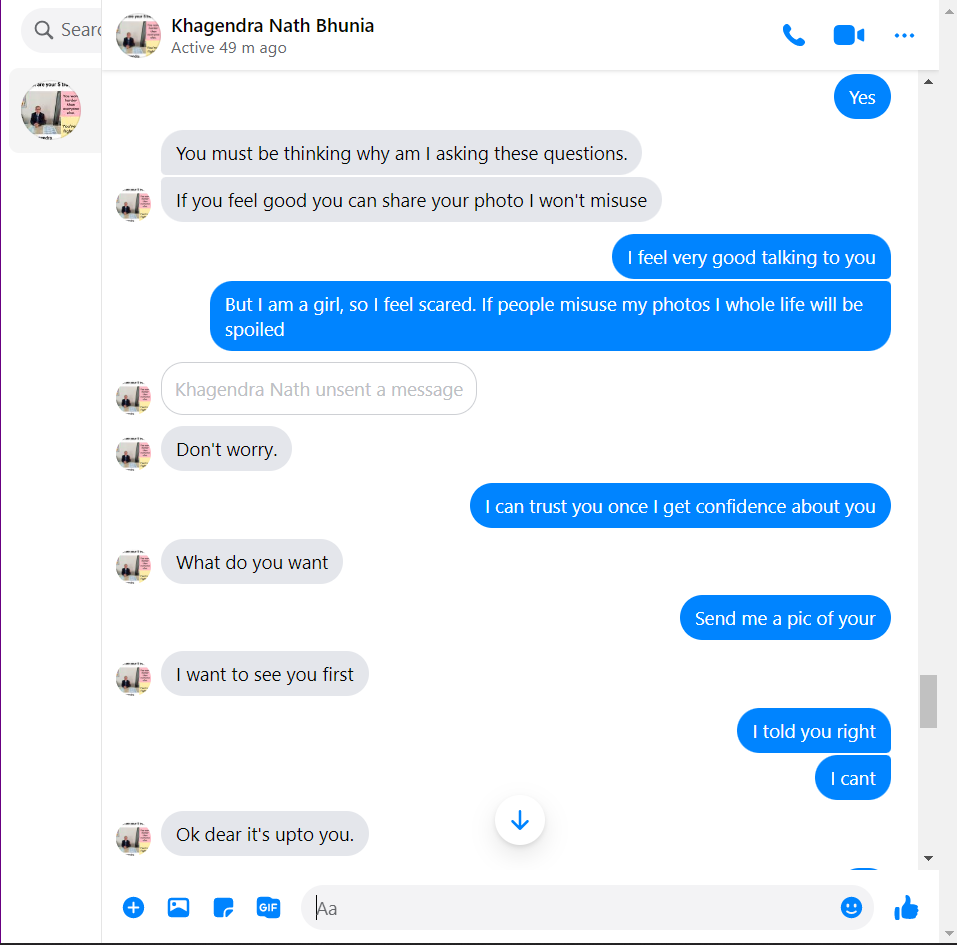 Sear
Khagendra Nath Bhunia
Active 49 m ago
Yes
You must be thinking why am I asking these questions.
If you feel good you can share your photo I won't misuse
I feel very good talking to you
But I am a girl, so I feel scared. If people misuse my photos I whole life will be
spoiled
Khagendra Nath unsent a message
Don't worry.
I can trust you once I get confidence about you
What do you want
Send me a pic of your
I want to see you first
I told you right
I cant
Ok dear it's upto you.
GIF
Aa